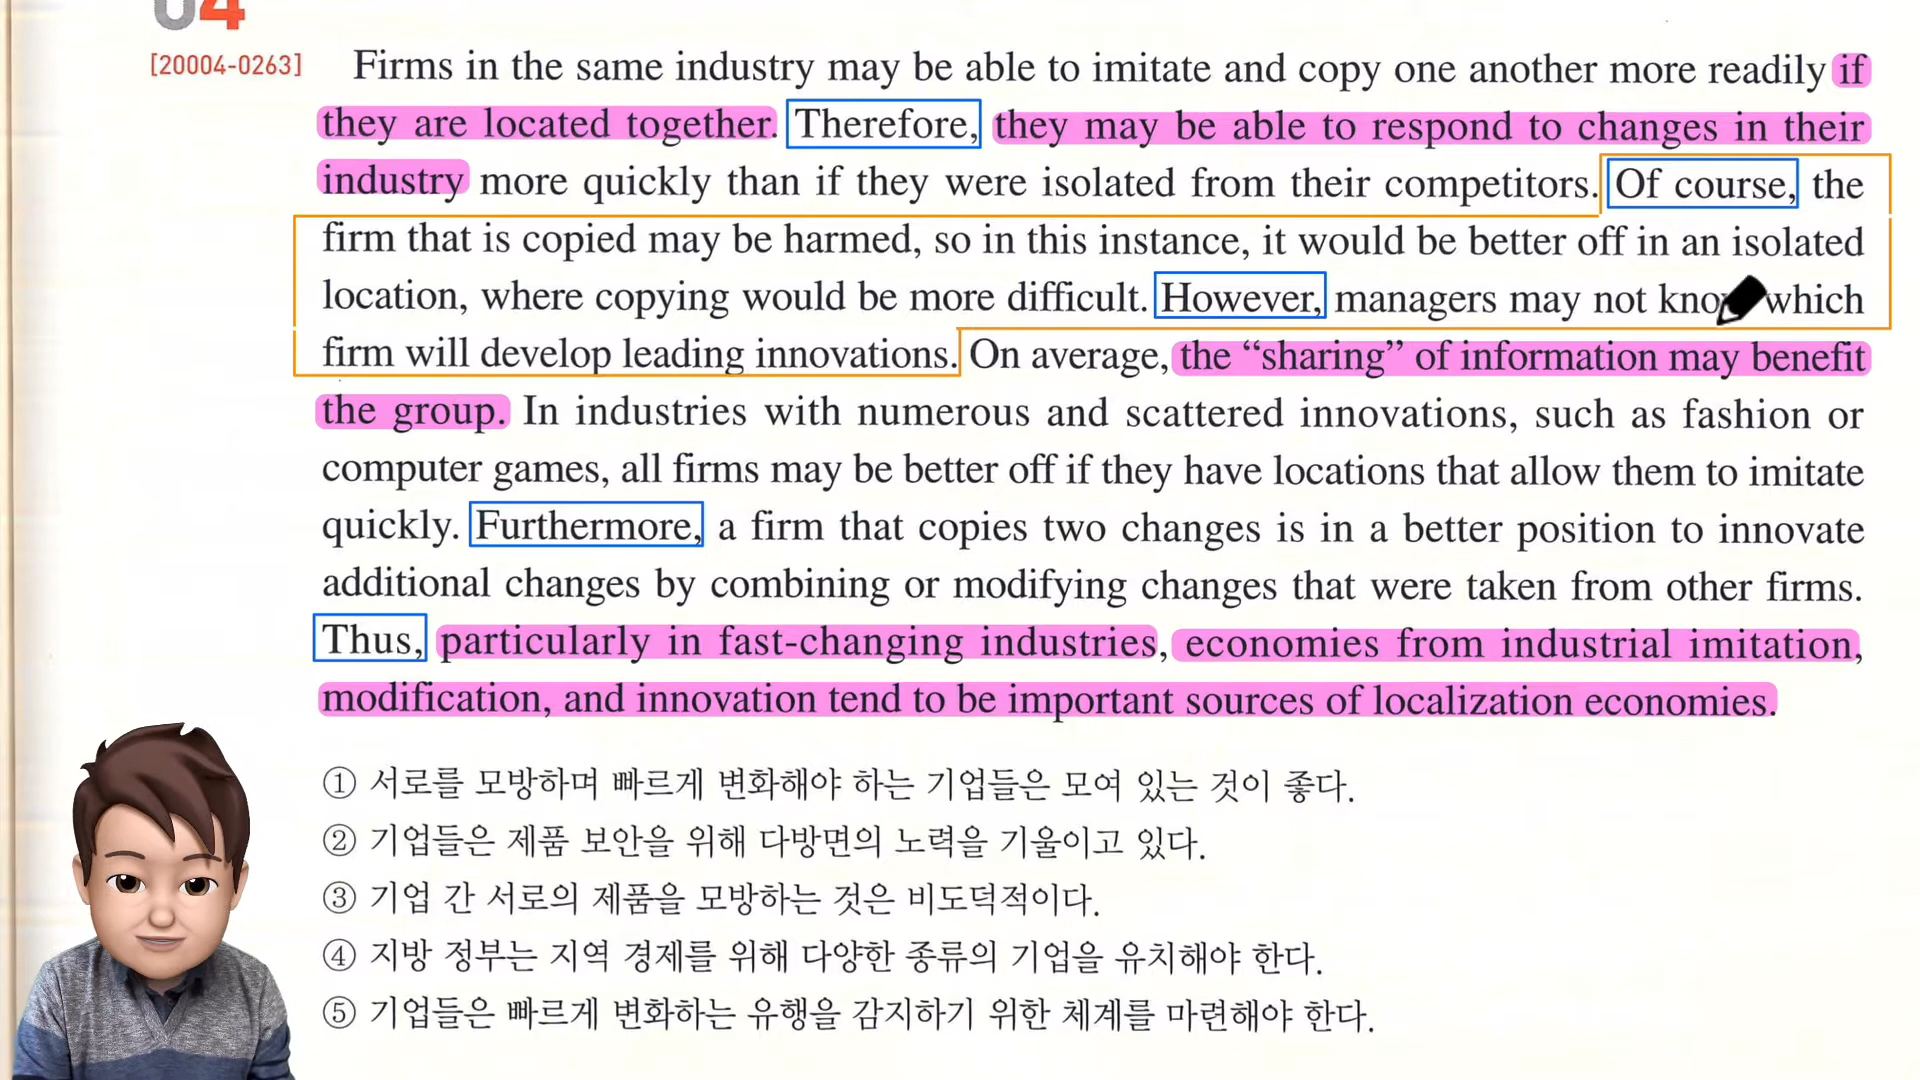 04
[20004-0263]
Firms in the same industry may be able to imitate and copy one another more readily if
they are located together. Therefore, they may be able to respond to changes in their
industry more quickly than if they were isolated from their competitors. Of course, the
firm that is copied may be harmed, so in this instance, it would be better off in an isolated
location, where copying would be more difficult. However, managers may not know which
firm will develop leading innovations. On average, the “sharing” of information may benefit
the group. In industries with numerous and scattered innovations, such as fashion or
computer games, all firms may be better off if they have locations that allow them to imitate
quickly. Furthermore, a firm that copies two changes is in a better position to innovate
additional changes by combining or modifying changes that were taken from other firms.
Thus, particularly in fast-changing industries, economies from industrial imitation,
modification, and innovation tend to be important sources of localization economies.
① 서로를 모방하며 빠르게 변화해야 하는 기업들은 모여 있는 것이 좋다.
② 기업들은 제품 보안을 위해 다방면의 노력을 기울이고 있다.
③ 기업 간 서로의 제품을 모방하는 것은 비도덕적이다.
④ 지방 정부는 지역 경제를 위해 다양한 종류의 기업을 유치해야 한다.
⑤ 기업들은 빠르게 변화하는 유행을 감지하기 위한 체계를 마련해야 한다.